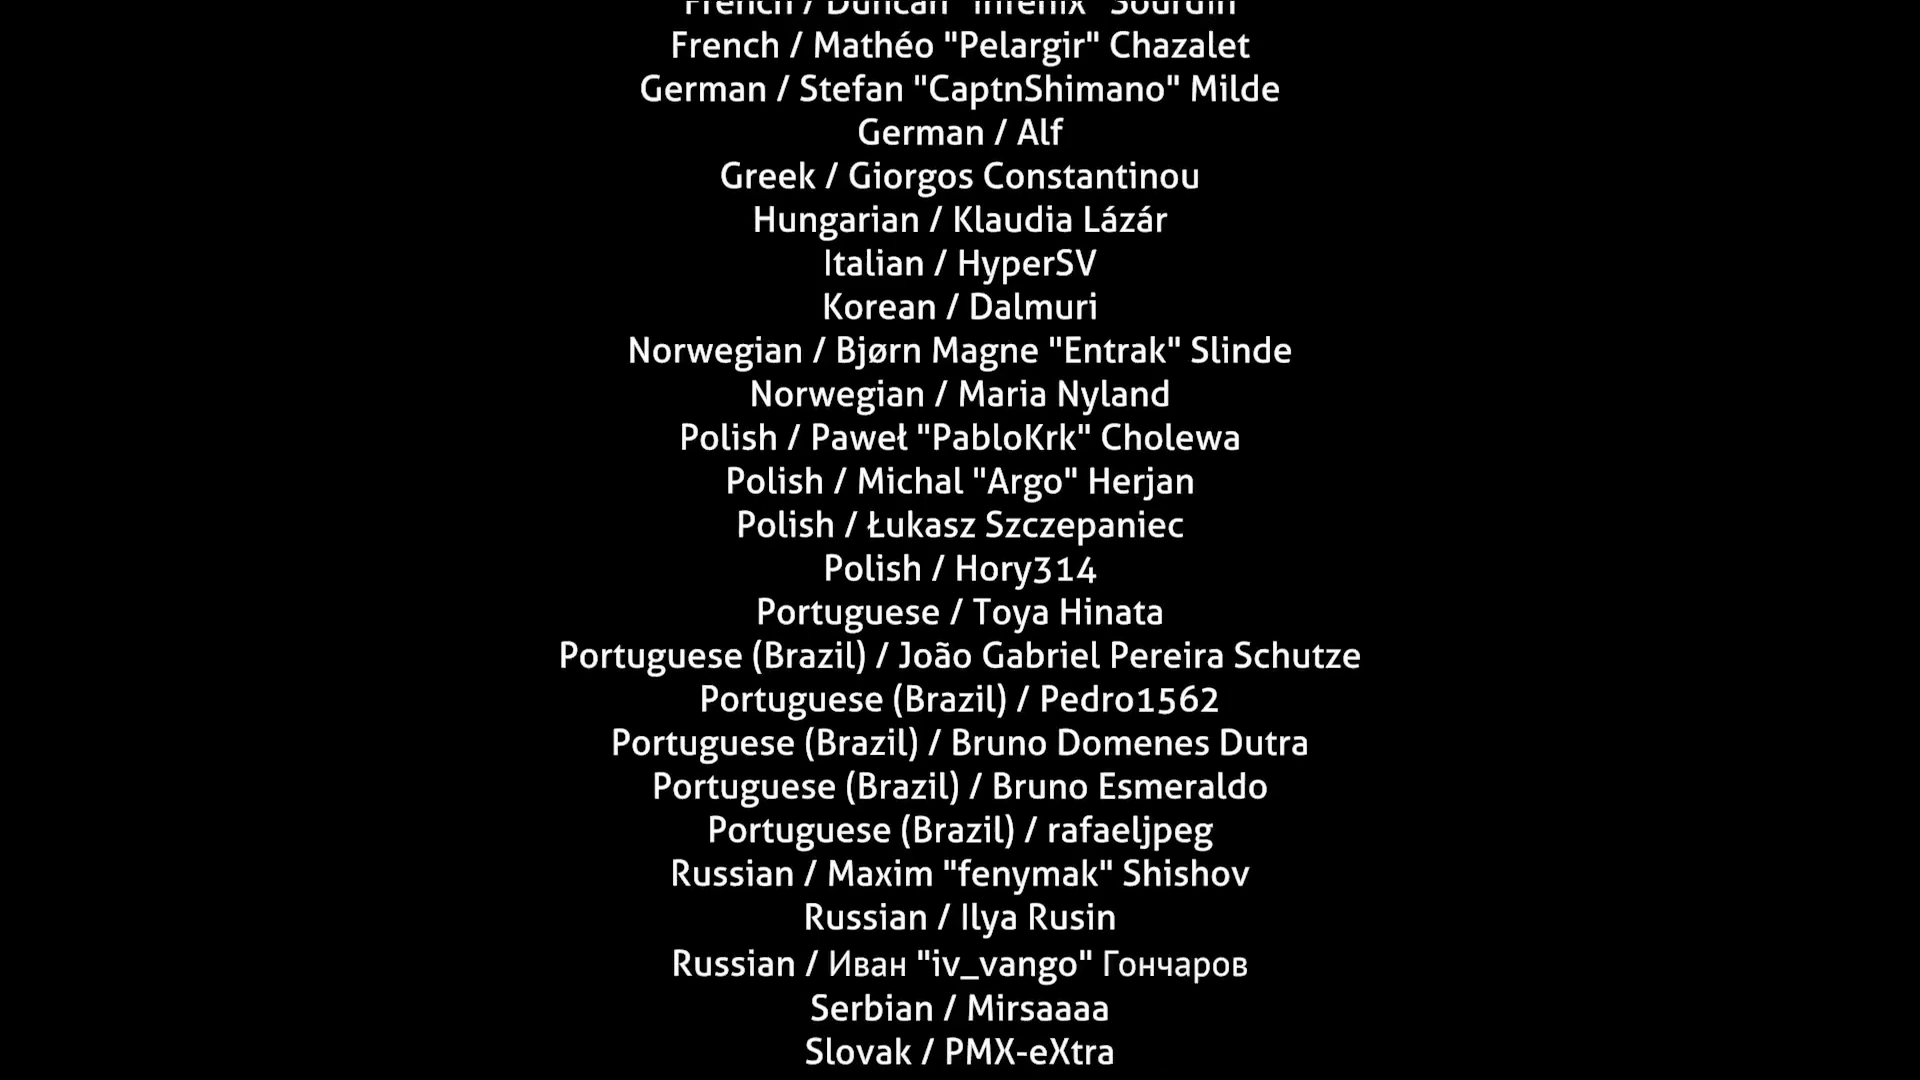 French / Duncan "Infenix" Sourdin
French / Mathéo "Pelargir" Chazalet
German / Stefan "CaptnShimano" Milde
German / Alf
Greek / Giorgos Constantinou
Hungarian / Klaudia Lázár
Italian / HyperSV
Korean / Dalmuri
Norwegian / Bjørn Magne "Entrak" Slinde
Norwegian / Maria Nyland
Polish / Paweł "PabloKrk" Cholewa
Polish / Michal "Argo" Herjan
Polish / Łukasz Szczepaniec
Polish / Hory314
Portuguese / Toya Hinata
Portuguese (Brazil) / João Gabriel Pereira Schutze
Portuguese (Brazil) / Pedro1562
Portuguese (Brazil) / Bruno Domenes Dutra
Portuguese (Brazil) / Bruno Esmeraldo
Portuguese (Brazil) / rafaeljpeg
Russian / Maxim "fenymak" Shishov
Russian / Ilya Rusin
Russian / Иван "iv_vango" Гончаров
Serbian / Mirsaaaa
Slovak / PMX-eXtra